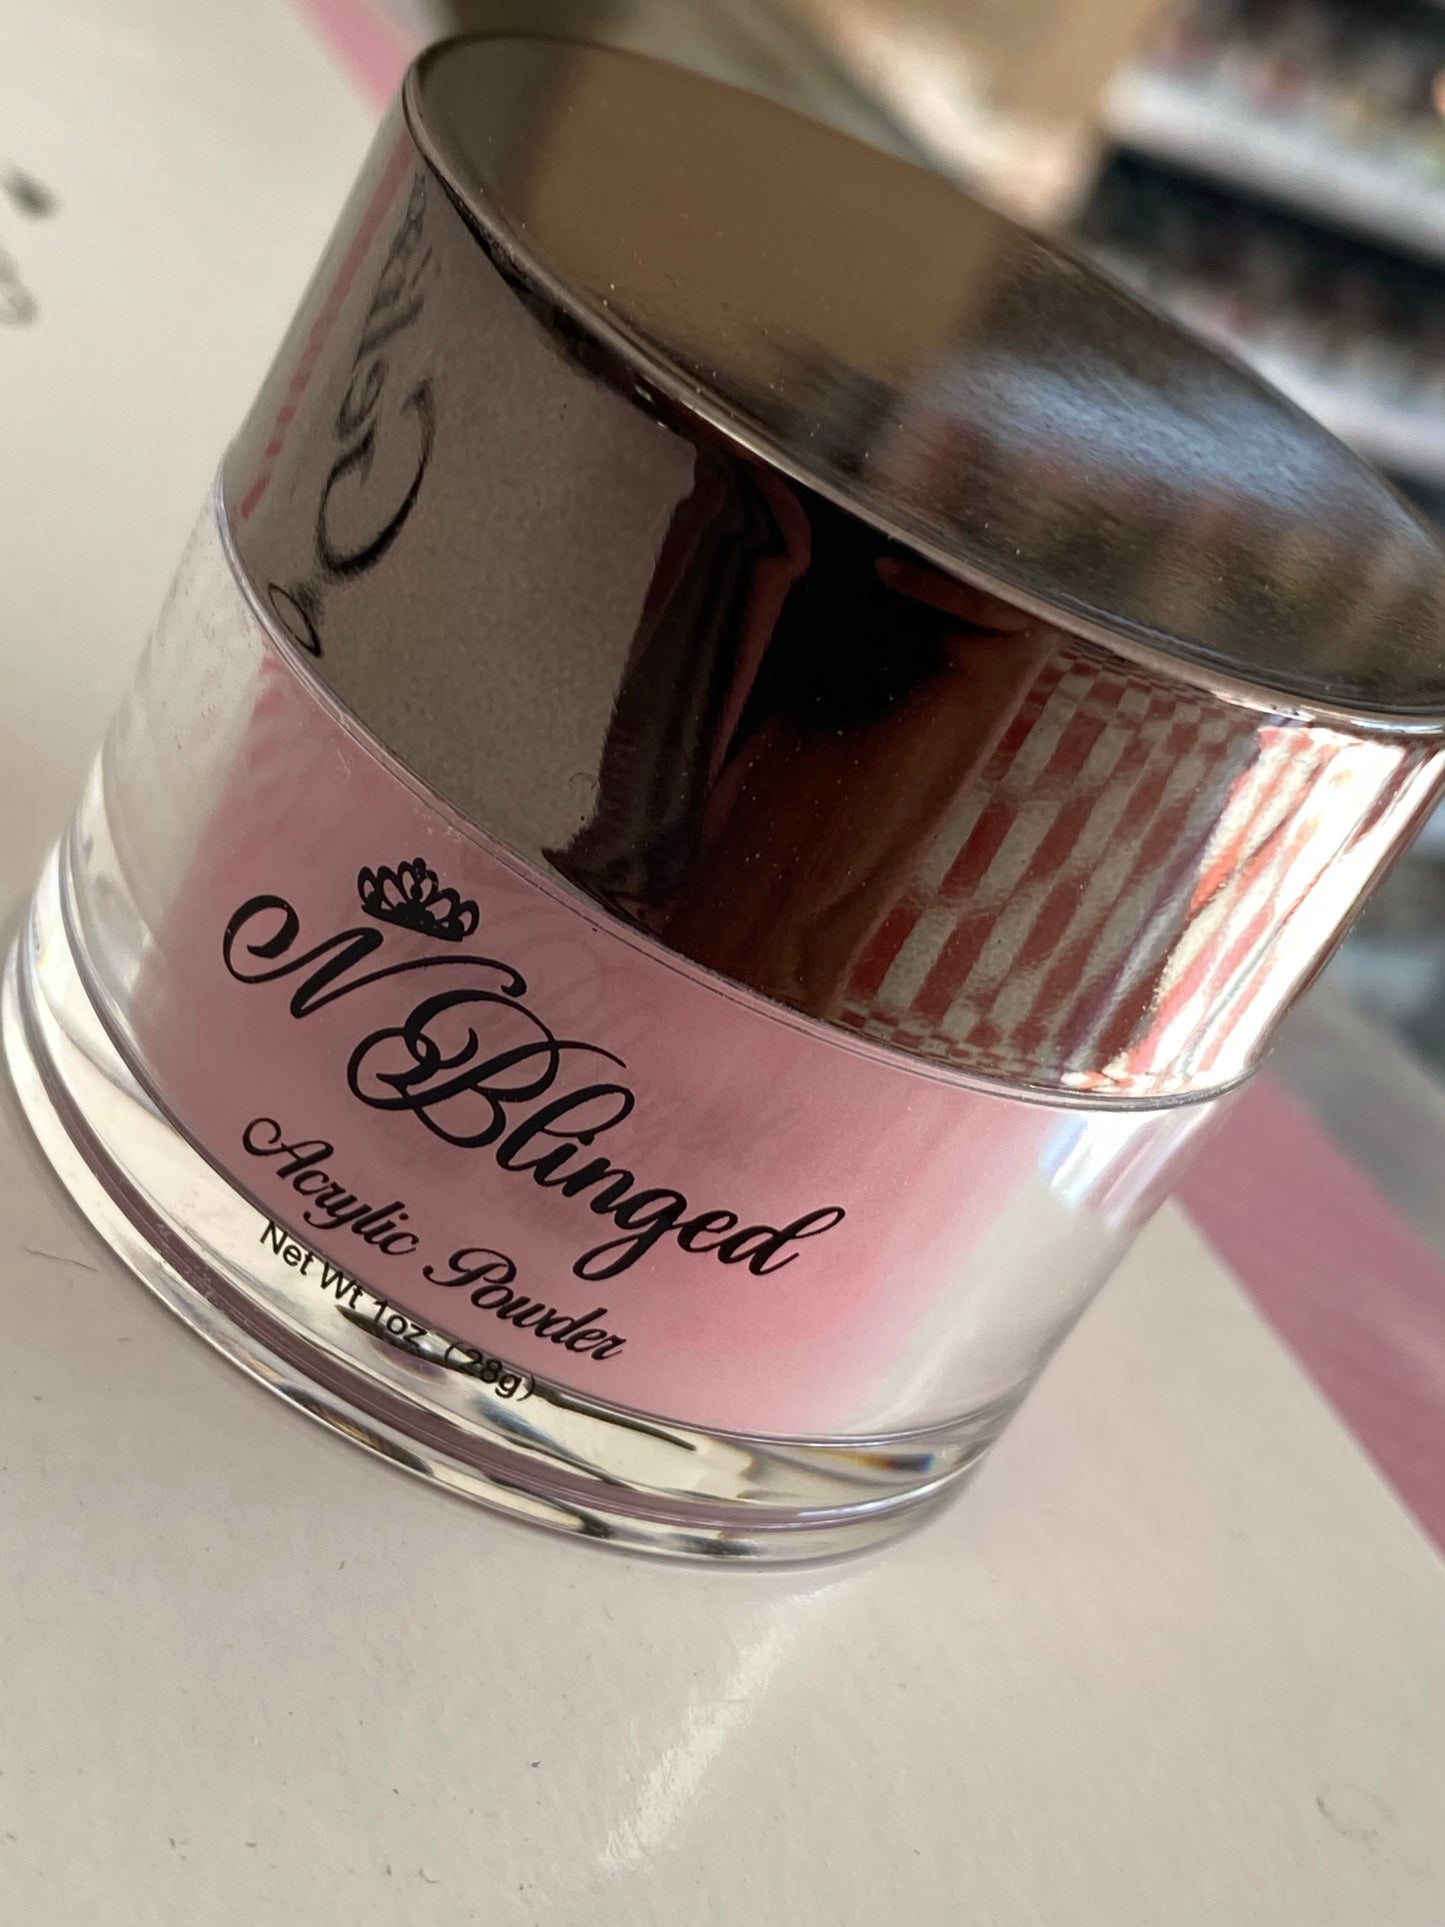 N Blinged
Acrylic Powder
Net Wt 1oz. (28g)